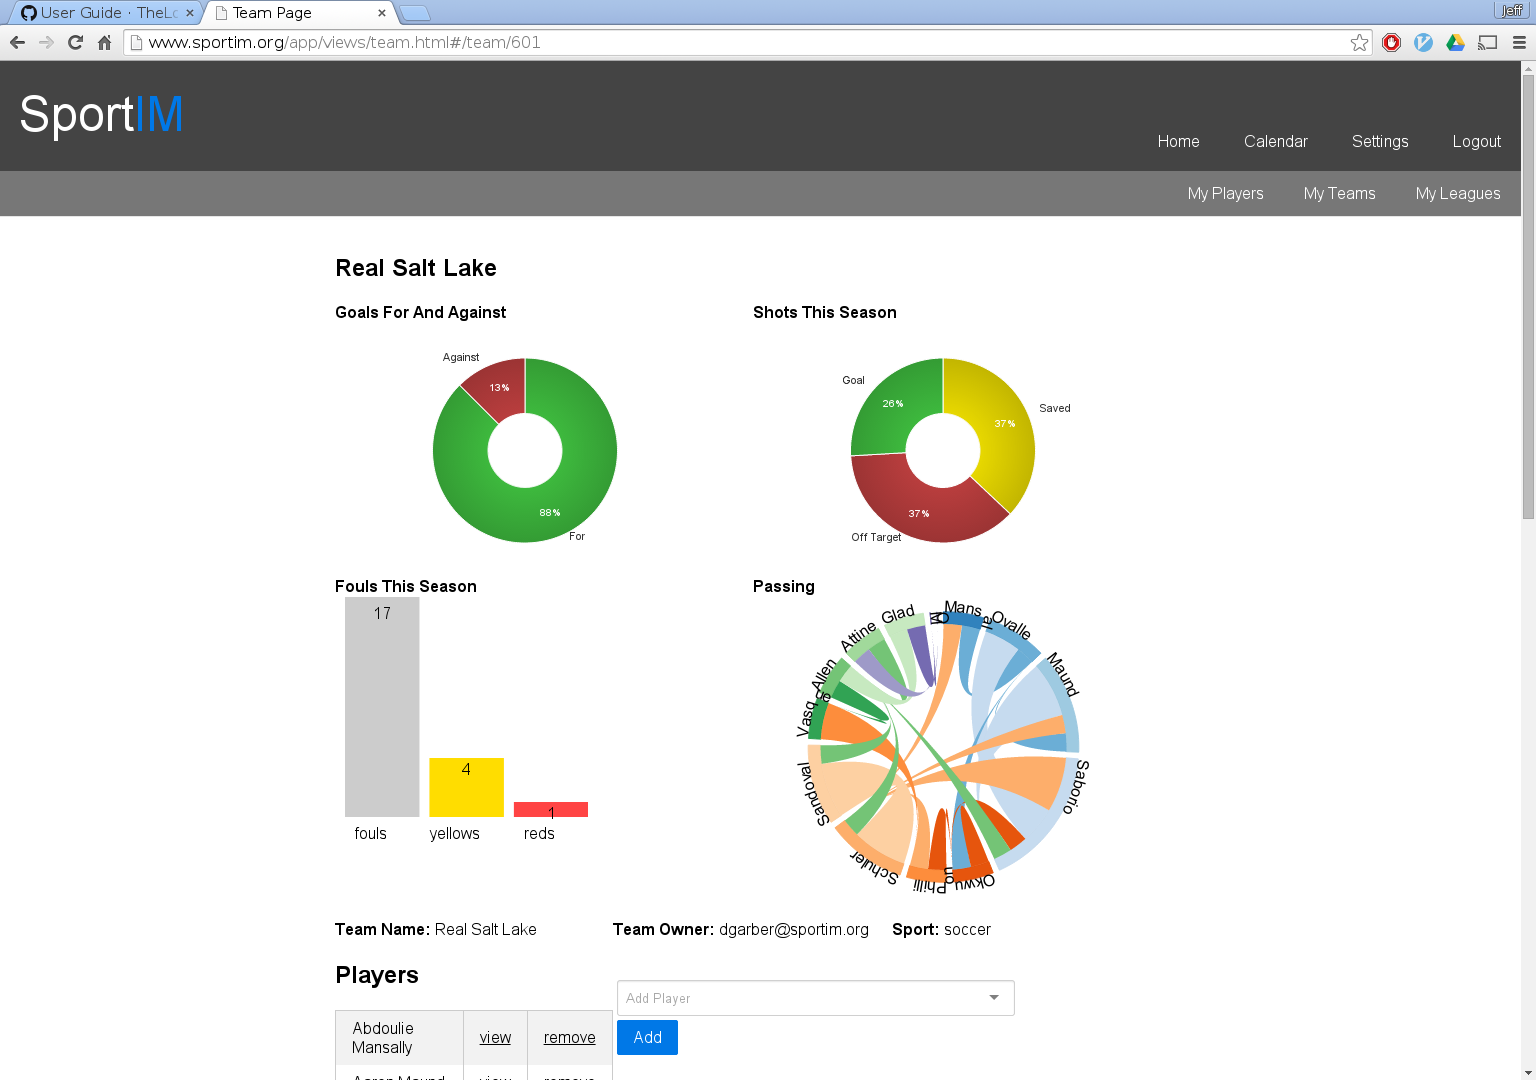 User Guide · TheLo
Team Page
Jeff
www.sportim.org/app/views/team.html#/team/601
SportIM
Home Calendar Settings Logout
My Players My Teams My Leagues
Real Salt Lake
Goals For And Against
Against
13%
88%
For
Shots This Season
Goal
26%
Saved
37%
37%
Off Target
Fouls This Season
17
4
1
fouls yellows reds
Passing
Mans
Ovalle
Maund
Saborio
Okwu
on
Philli
Schuler
Sandoval
Vasq
Allen
Attine
Glad
Team Name: Real Salt Lake Team Owner: dgarber@sportim.org Sport: soccer
Players
Add Player
Add
Abdoulie
Mansally
view remove